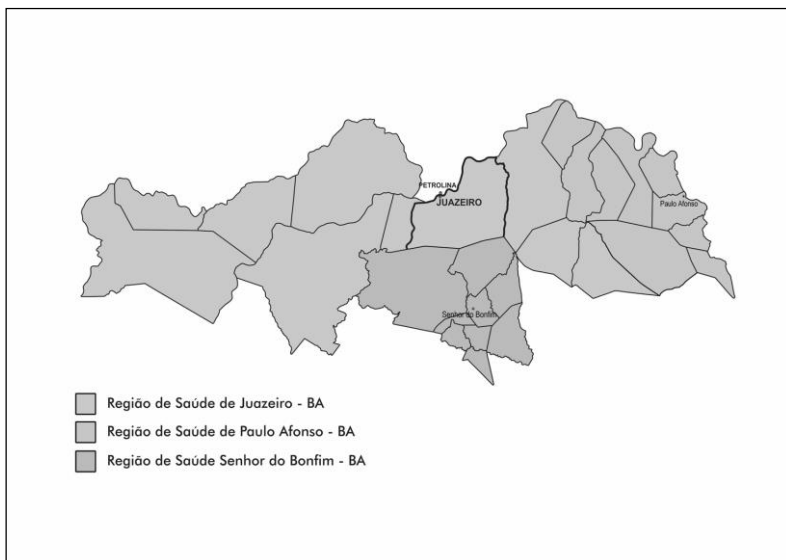 PETROLINA
JUAZEIRO
Paulo Afonso
Senhor do Bonfim
Região de Saúde de Juazeiro - BA
Região de Saúde de Paulo Afonso - BA
Região de Saúde Senhor do Bonfim - BA